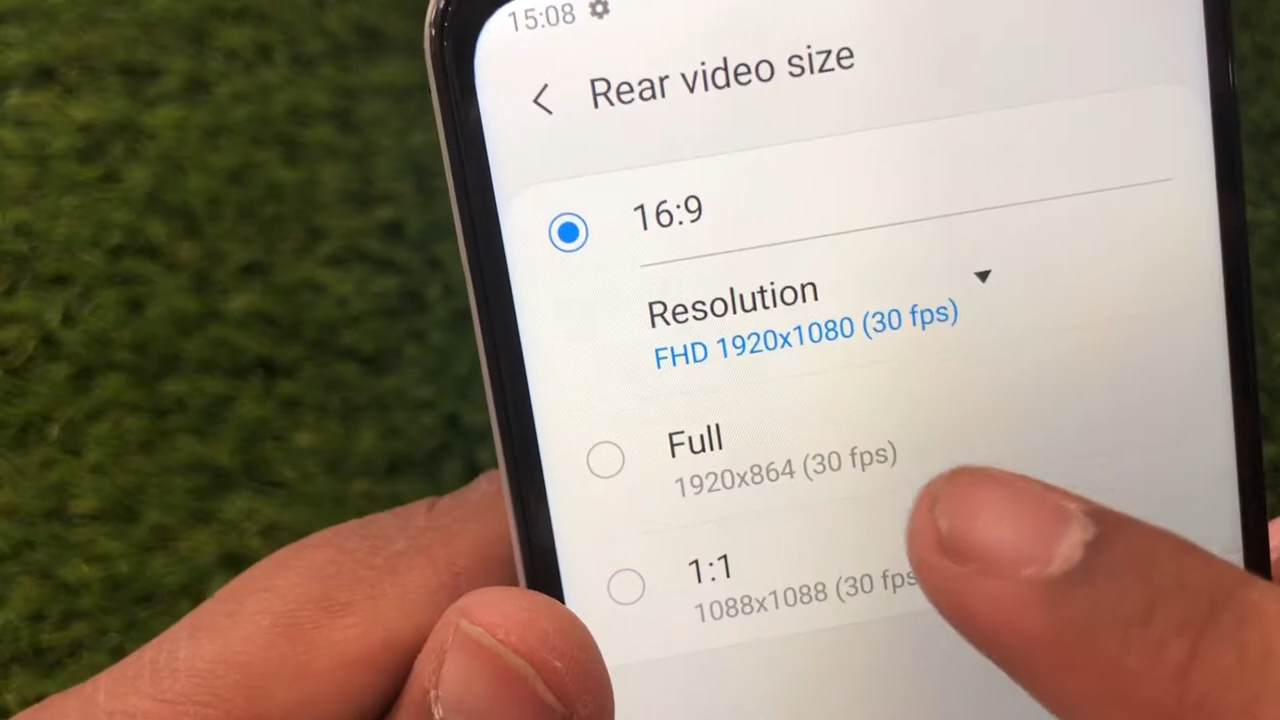 15:08
Rear video size
16:9
Resolution
FHD 1920x1080 (30 fps)
Full
1920x864 (30 fps)
1:1
1088x1088 (30 fps